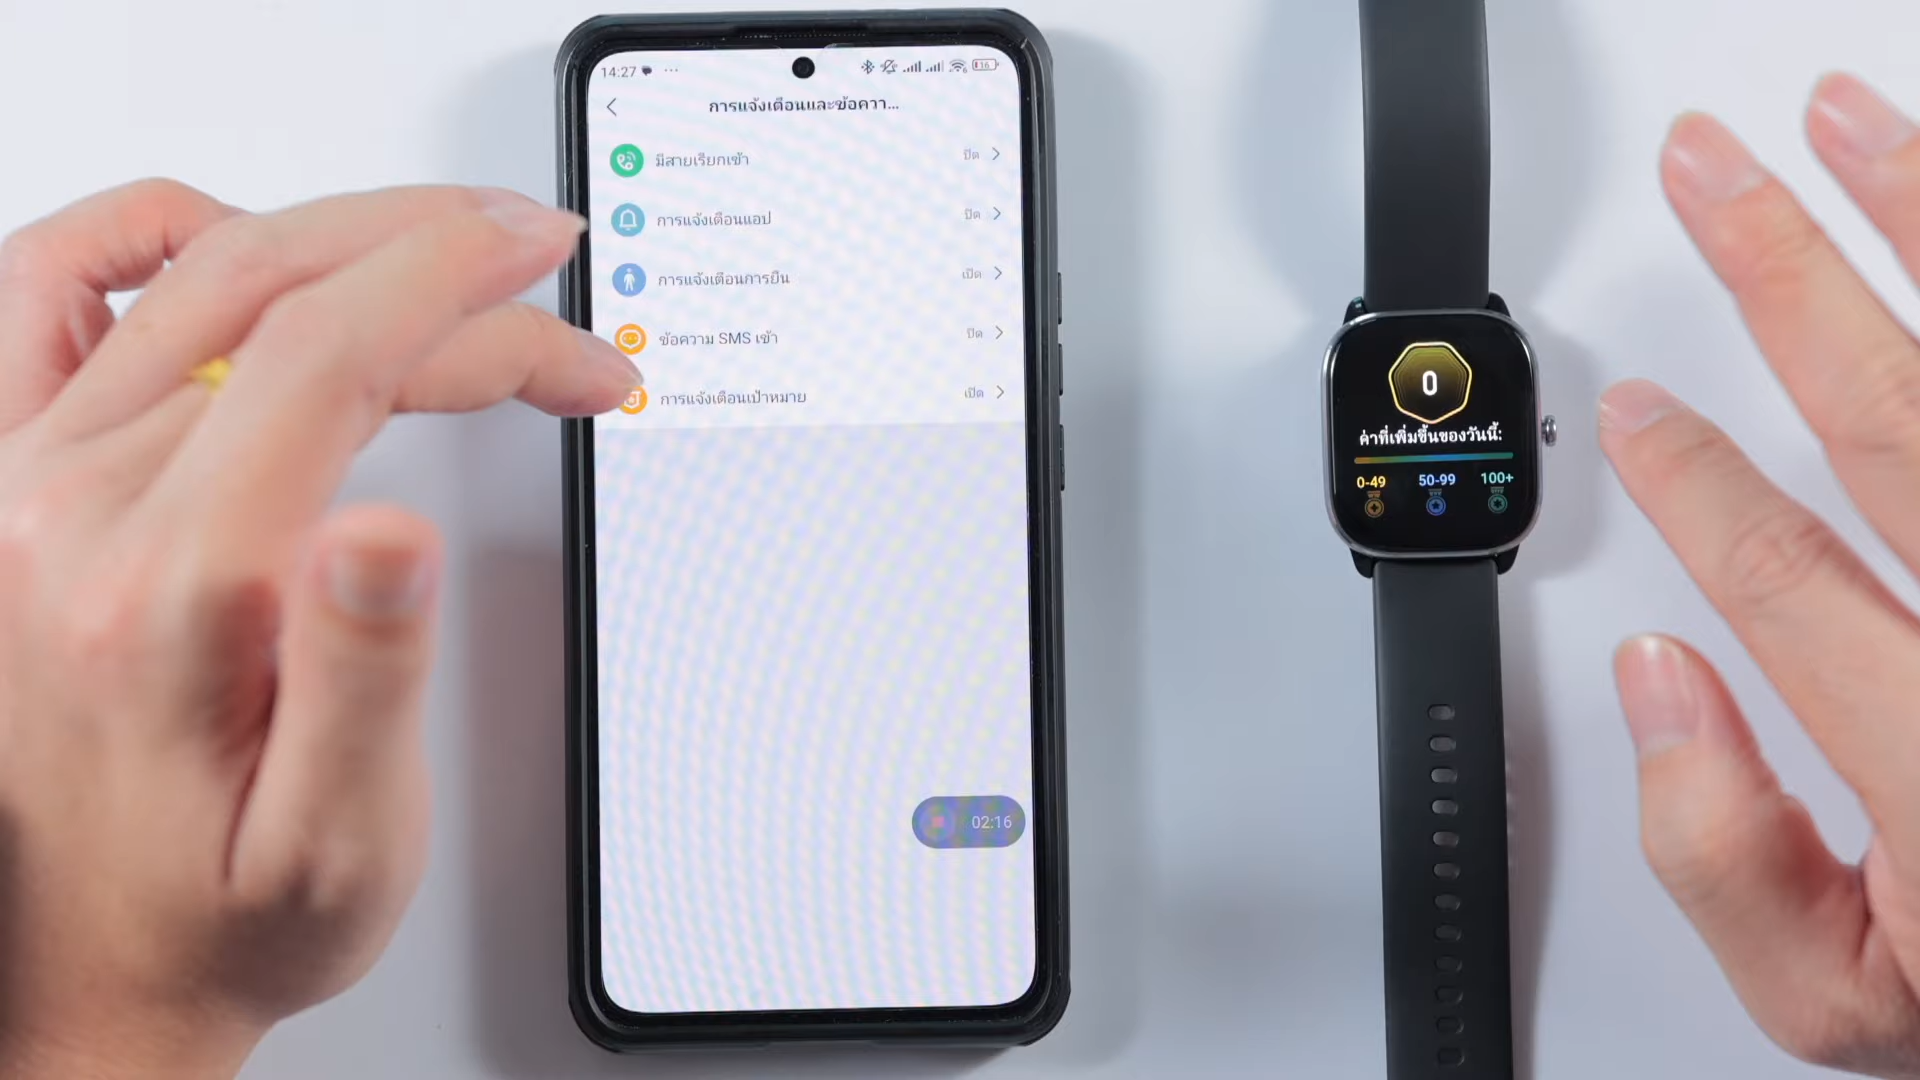 14:27
16
การแจ้งเตือนและข้อควา...
มีสายเรียกเข้า ปิด
การแจ้งเตือนแอป ปิด
การแจ้งเตือนการยืน เปิด
ข้อความ SMS เข้า ปิด
การแจ้งเตือนเป้าหมาย เปิด
02:16
0
ค่าที่เพิ่มขึ้นของวันนี้:
0-49 50-99 100+